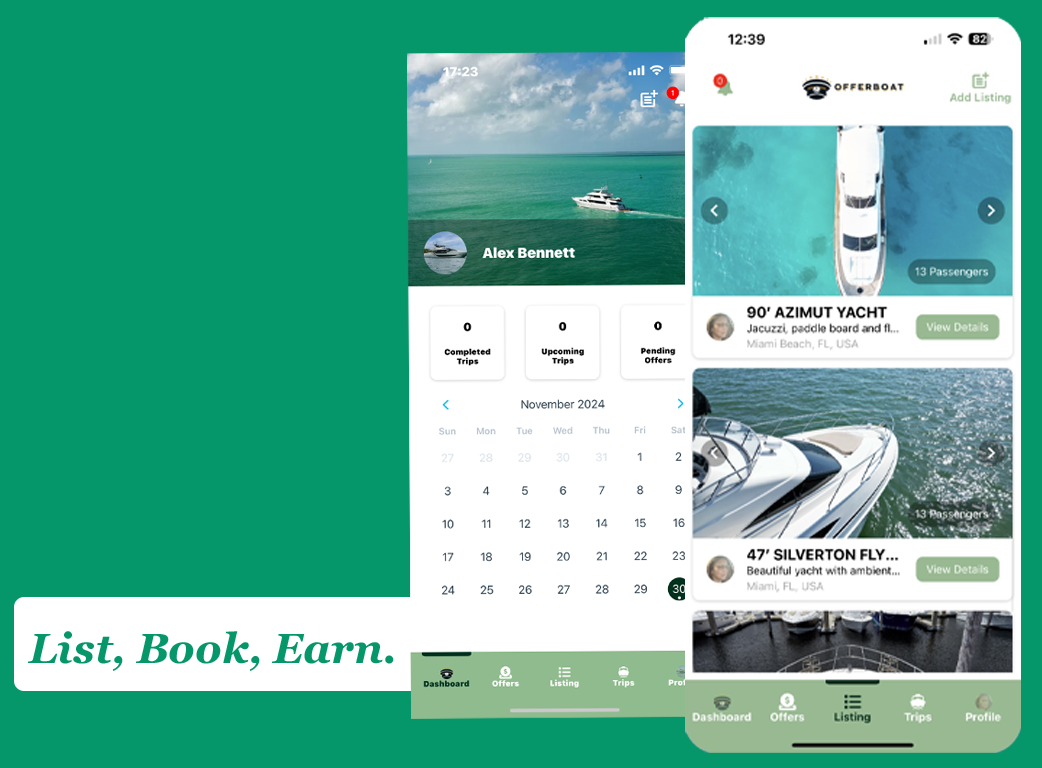 17:23
1
Alex Bennett
0
Completed
Trips
0
Upcoming
Trips
0
Pending
Offers
November 2024
Sun Mon Tue Wed Thu Fri Sat
27 28 29 30 31 1 2
3 4 5 6 7 8 9
10 11 12 13 14 15 16
17 18 19 20 21 22 23
24 25 26 27 28 29 30
List, Book, Earn.
Dashboard Offers Listing Trips
12:39
82
0
OFFERBOAT
Add Listing
13 Passengers
90' AZIMUT YACHT
Jacuzzi, paddle board and fl...
Miami Beach, FL, USA
View Details
13 Passengers
47' SILVERTON FLY...
Beautiful yacht with ambient...
Miami, FL, USA
View Details
Dashboard Offers Listing Trips Profile